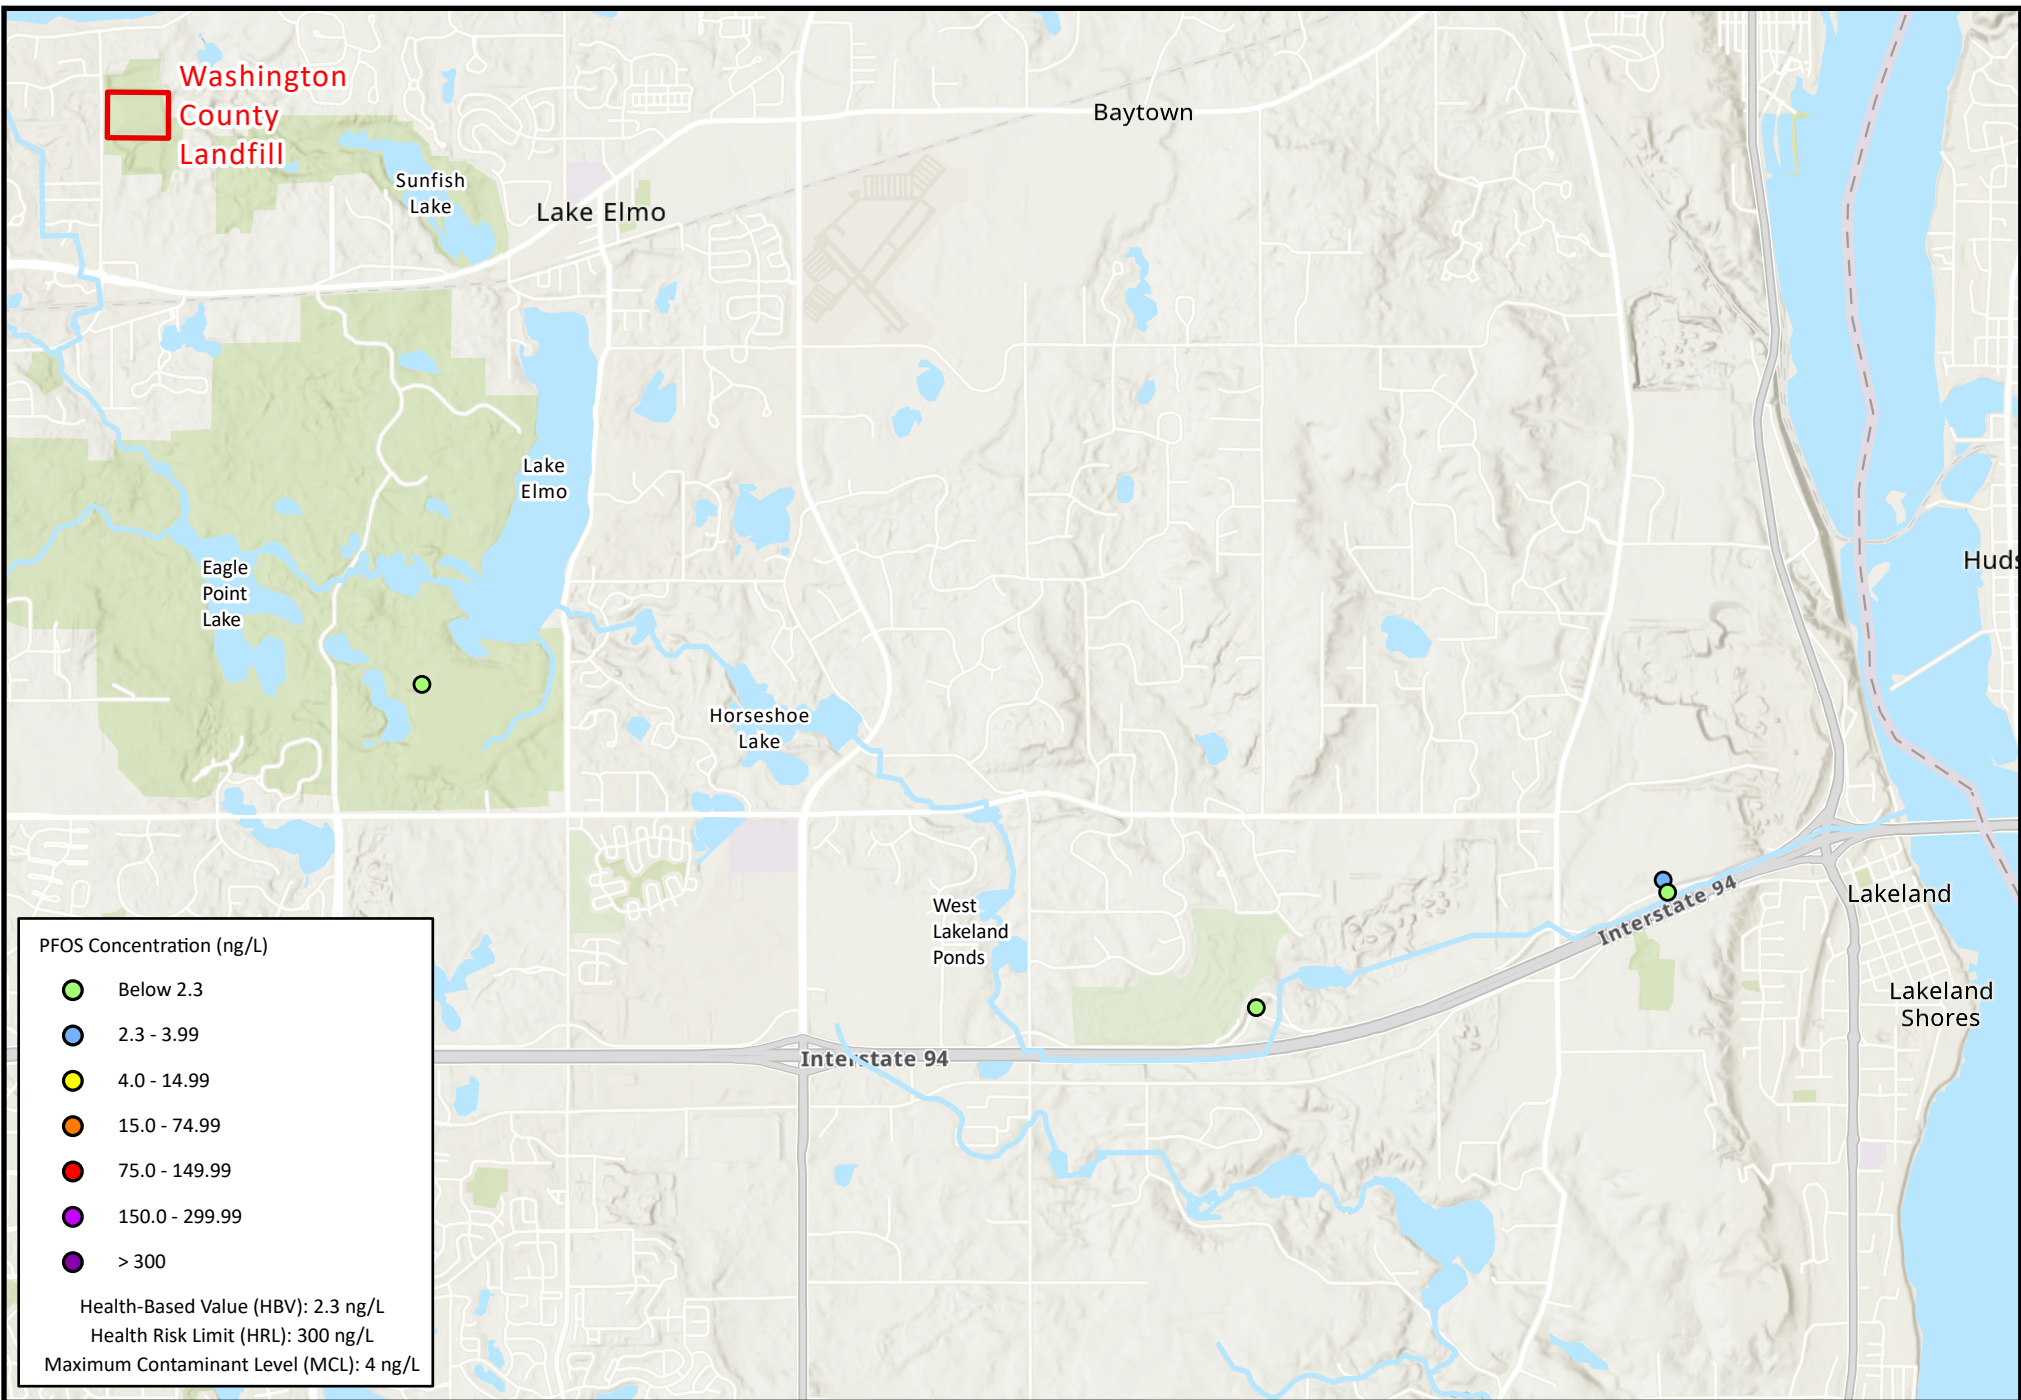 Washington
County
Landfill
Baytown
Sunfish
Lake
Lake Elmo
Lake
Elmo
Huds
Eagle
Point
Lake
Horseshoe
Lake
West
Lakeland
Ponds
Interstate 94
Lakeland
Lakeland
Shores
Interstate 94
PFOS Concentration (ng/L)
Below 2.3
2.3 - 3.99
4.0 - 14.99
15.0 - 74.99
75.0 - 149.99
150.0 - 299.99
> 300
Health-Based Value (HBV): 2.3 ng/L
Health Risk Limit (HRL): 300 ng/L
Maximum Contaminant Level (MCL): 4 ng/L